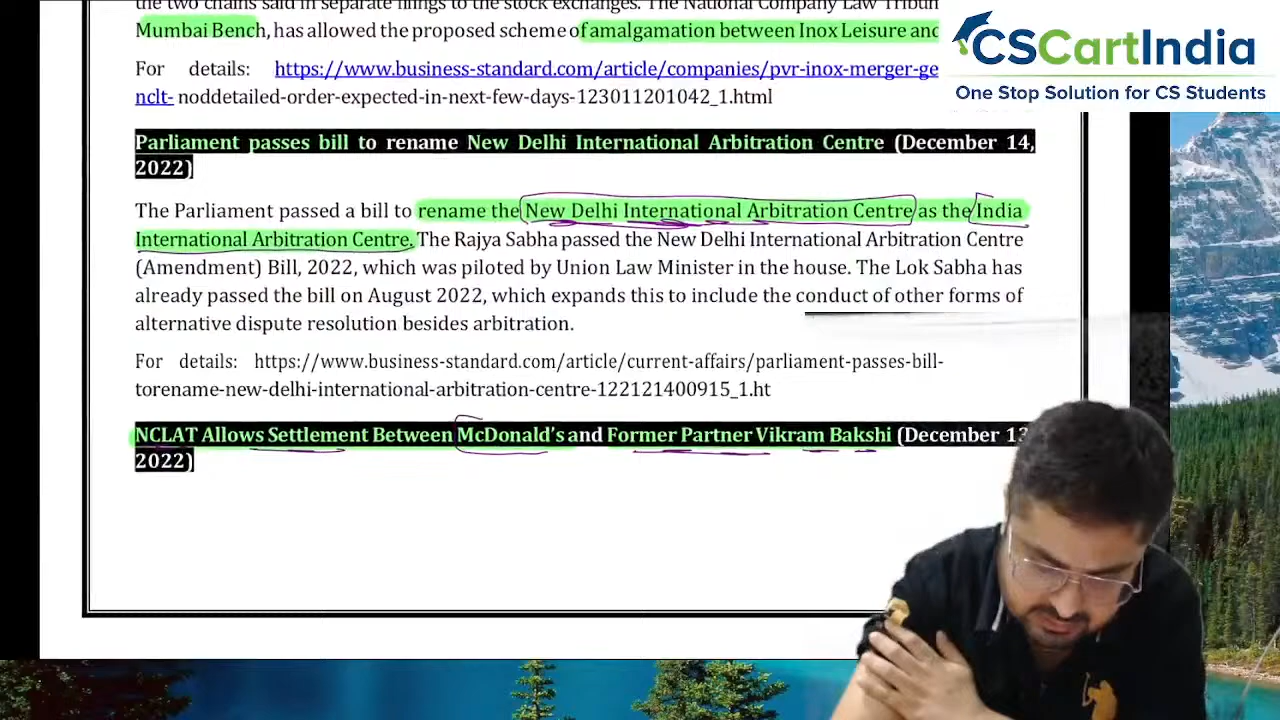 the two chains said in separate filings to the stock exchanges. The National Company Law Tribun
Mumbai Bench, has allowed the proposed scheme of amalgamation between Inox Leisure and
For details: https://www.business-standard.com/article/companies/pvr-inox-merger-ge
nclt- noddetailed-order-expected-in-next-few-days-123011201042_1.html
CSCartIndia
One Stop Solution for CS Students
Parliament passes bill to rename New Delhi International Arbitration Centre (December 14,
2022)
The Parliament passed a bill to rename the New Delhi International Arbitration Centre as the India
International Arbitration Centre. The Rajya Sabha passed the New Delhi International Arbitration Centre
(Amendment) Bill, 2022, which was piloted by Union Law Minister in the house. The Lok Sabha has
already passed the bill on August 2022, which expands this to include the conduct of other forms of
alternative dispute resolution besides arbitration.
For details: https://www.business-standard.com/article/current-affairs/parliament-passes-bill-
torename-new-delhi-international-arbitration-centre-122121400915_1.ht
NCLAT Allows Settlement Between McDonald's and Former Partner Vikram Bakshi (December 13
2022)